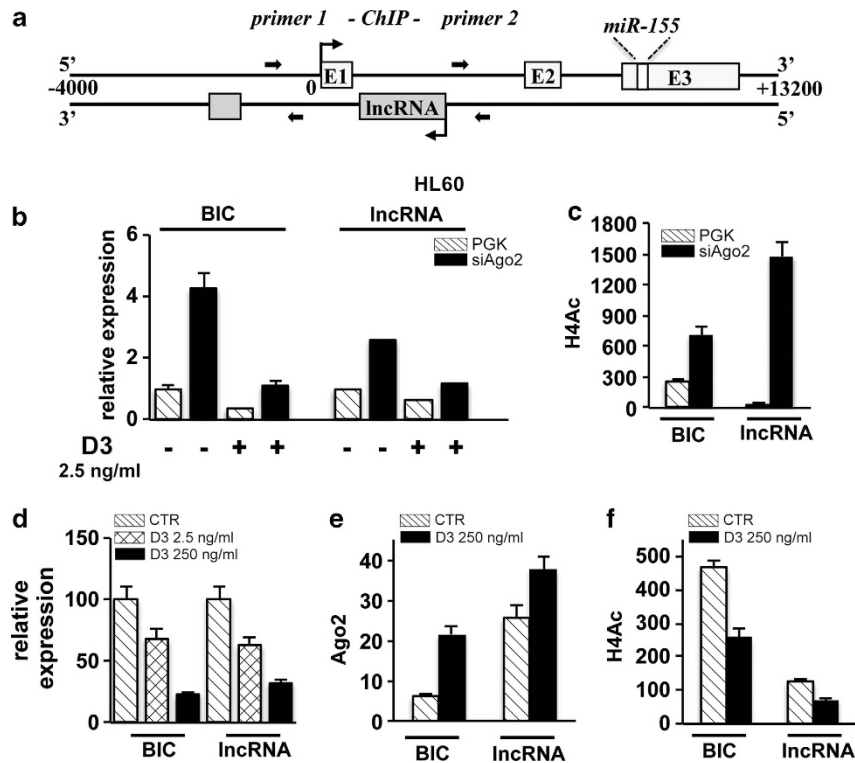 a
primer 1 - ChIP - primer 2
miR-155
5’ 3’
E1 E2 E3
-4000 0 +13200
lncRNA
3’ 5’
HL60
b
BIC lncRNA
PGK
siAgo2
relative expression
6
4
2
0
D3 - - + + - - + +
2.5 ng/ml
c
PGK
siAgo2
H4Ac
1800
1500
1200
900
600
300
0
BIC lncRNA
d
CTR
D3 2.5 ng/ml
D3 250 ng/ml
relative
expression
150
100
50
0
BIC lncRNA
e
CTR
D3 250 ng/ml
Ago2
40
30
20
10
0
BIC lncRNA
f
CTR
D3 250 ng/ml
H4Ac
500
400
300
200
100
0
BIC lncRNA